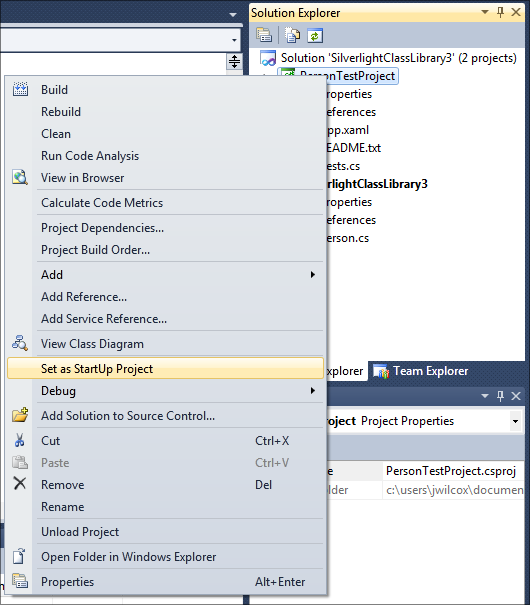 Solution Explorer
Solution 'SilverlightClassLibrary3' (2 projects)
PersonTestProject
roperties
eferences
pp.xaml
EADME.txt
ests.cs
erlightClassLibrary3
roperties
eferences
erson.cs
Build
Rebuild
Clean
Run Code Analysis
View in Browser
Calculate Code Metrics
Project Dependencies...
Project Build Order...
Add
Add Reference...
Add Service Reference...
View Class Diagram
Set as StartUp Project
Debug
Add Solution to Source Control...
Cut Ctrl+X
Paste Ctrl+V
Remove Del
Rename
Unload Project
Open Folder in Windows Explorer
Properties Alt+Enter
xplorer Team Explorer
roject Project Properties
e PersonTestProject.csproj
older c:\users\jwilcox\documen